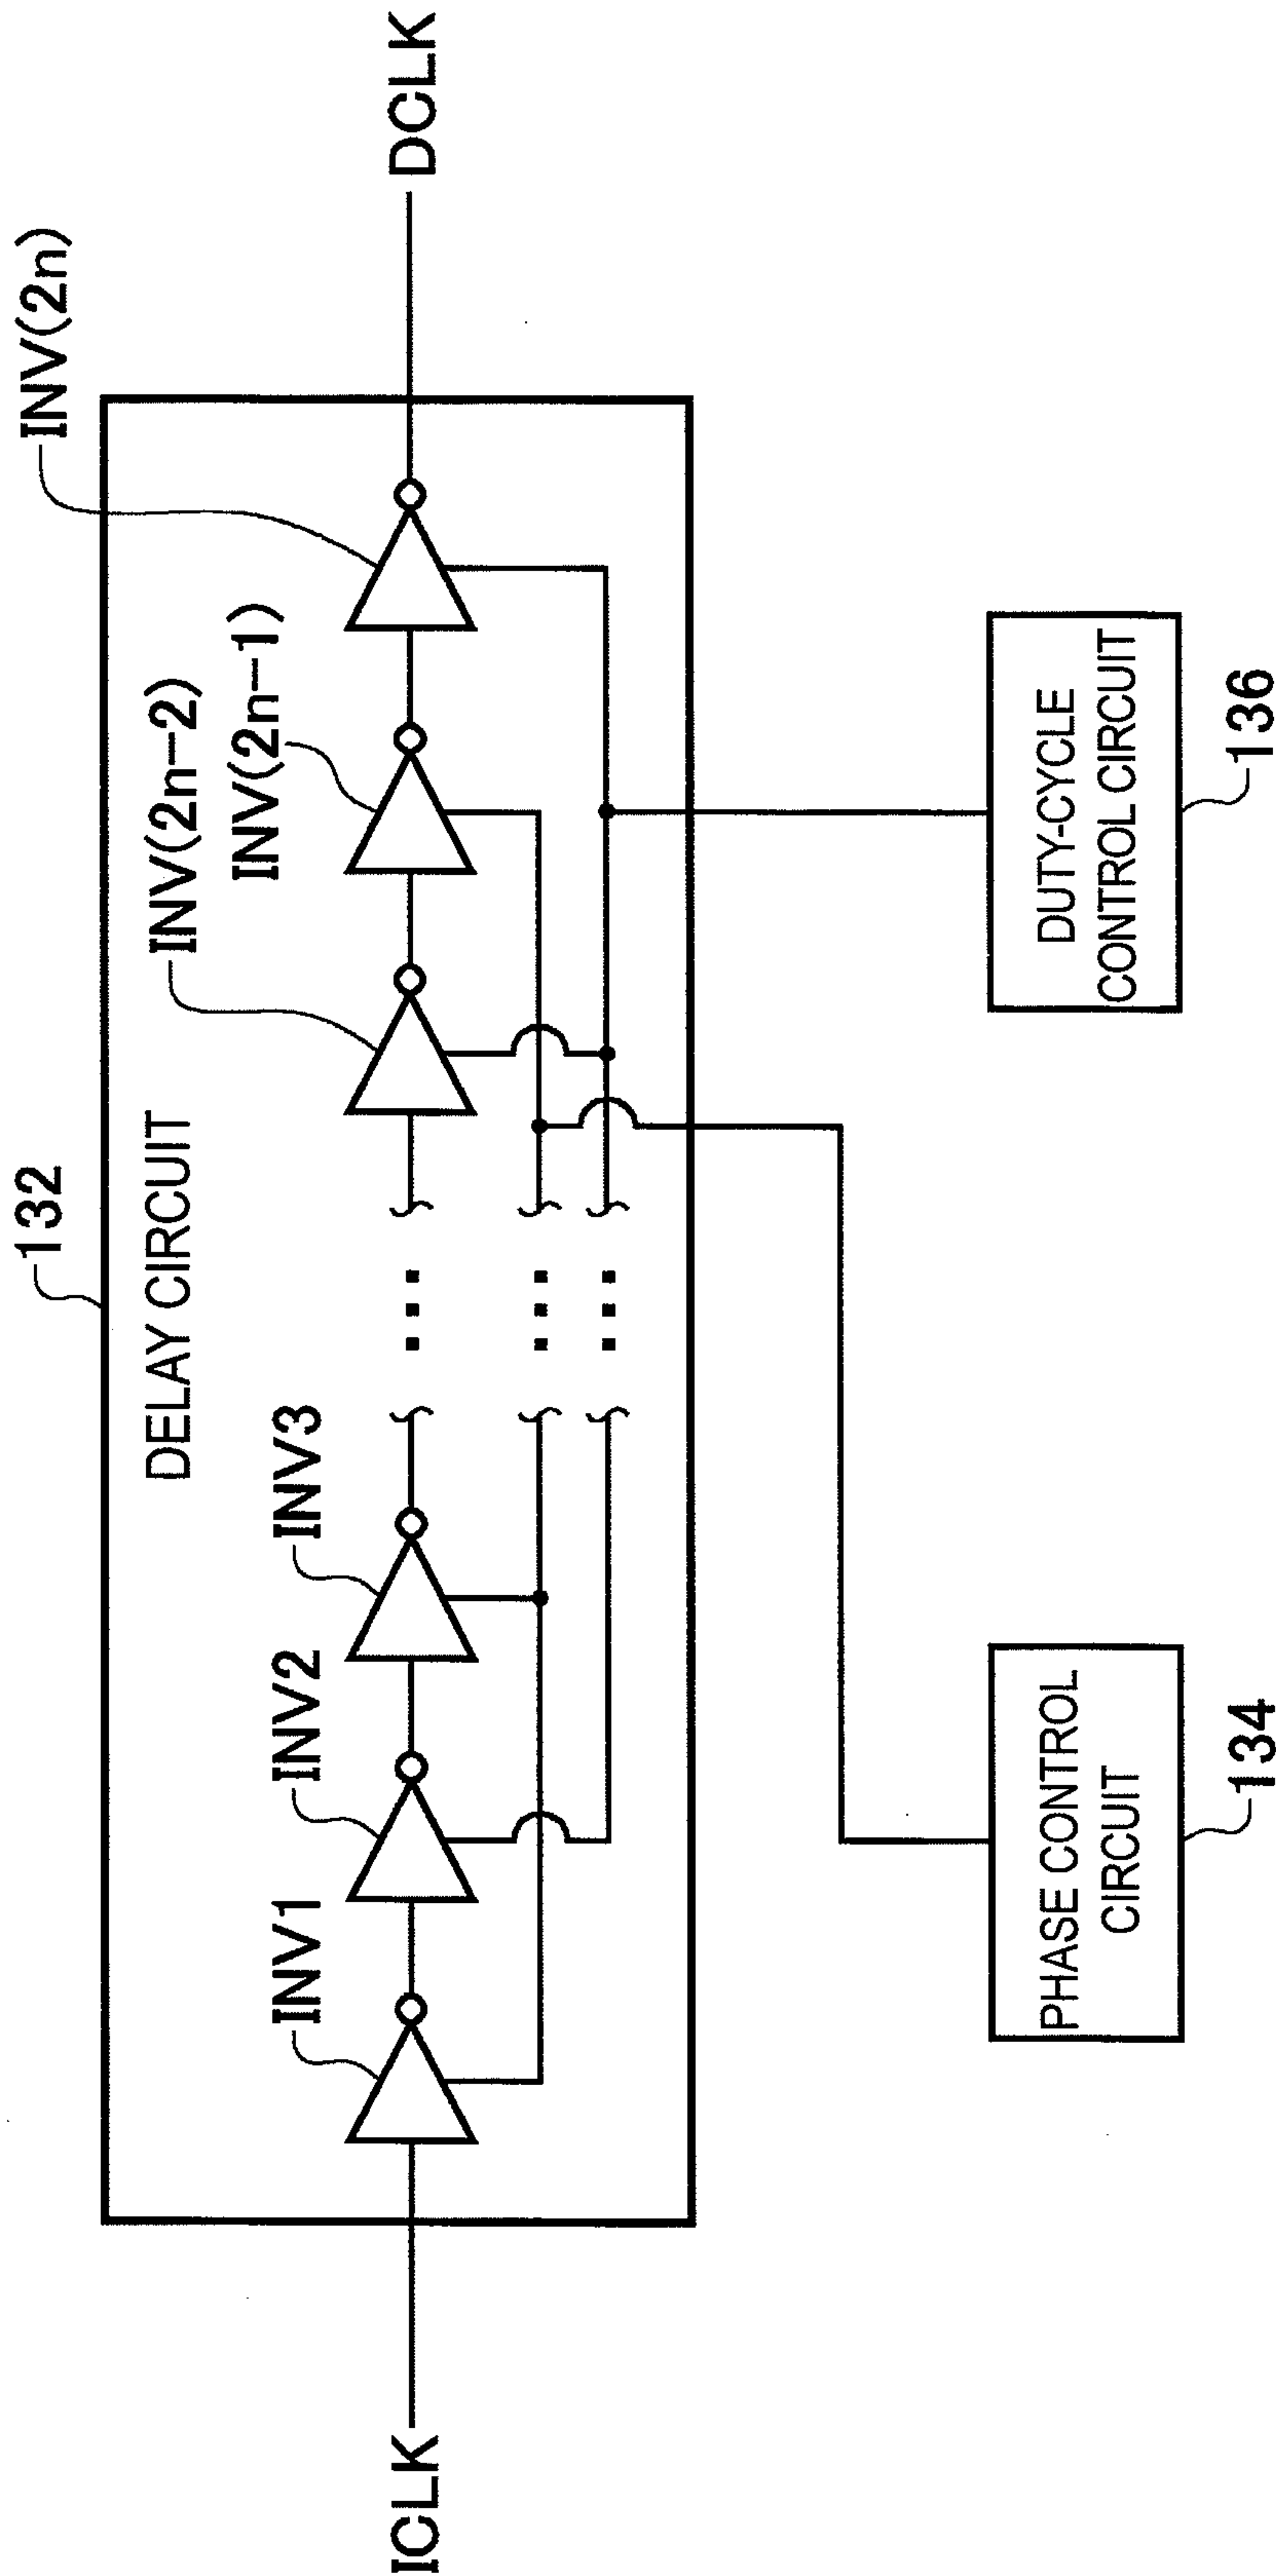 132
DELAY CIRCUIT
INV1
INV2
INV3
INV(2n-2)
INV(2n-1)
INV(2n)
ICLK
DCLK
PHASE CONTROL
CIRCUIT
134
DUTY-CYCLE
CONTROL CIRCUIT
136